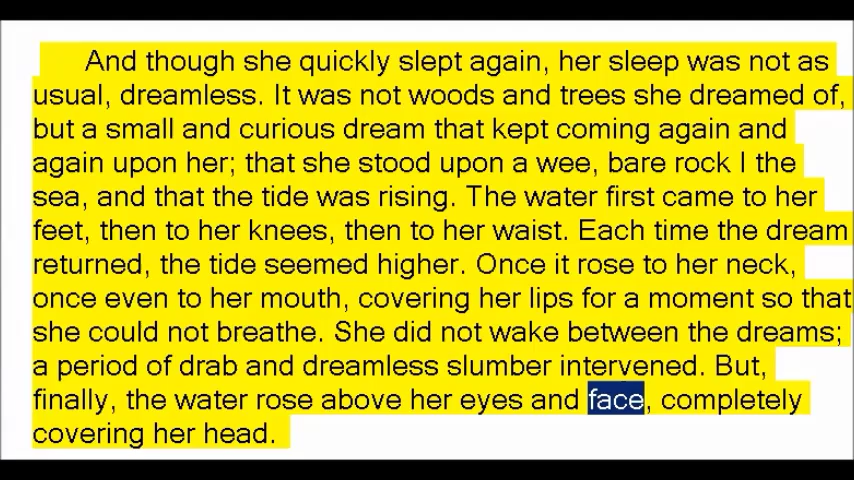 And though she quickly slept again, her sleep was not as
usual, dreamless. It was not woods and trees she dreamed of,
but a small and curious dream that kept coming again and
again upon her; that she stood upon a wee, bare rock I the
sea, and that the tide was rising. The water first came to her
feet, then to her knees, then to her waist. Each time the dream
returned, the tide seemed higher. Once it rose to her neck,
once even to her mouth, covering her lips for a moment so that
she could not breathe. She did not wake between the dreams;
a period of drab and dreamless slumber intervened. But,
finally, the water rose above her eyes and face, completely
covering her head.